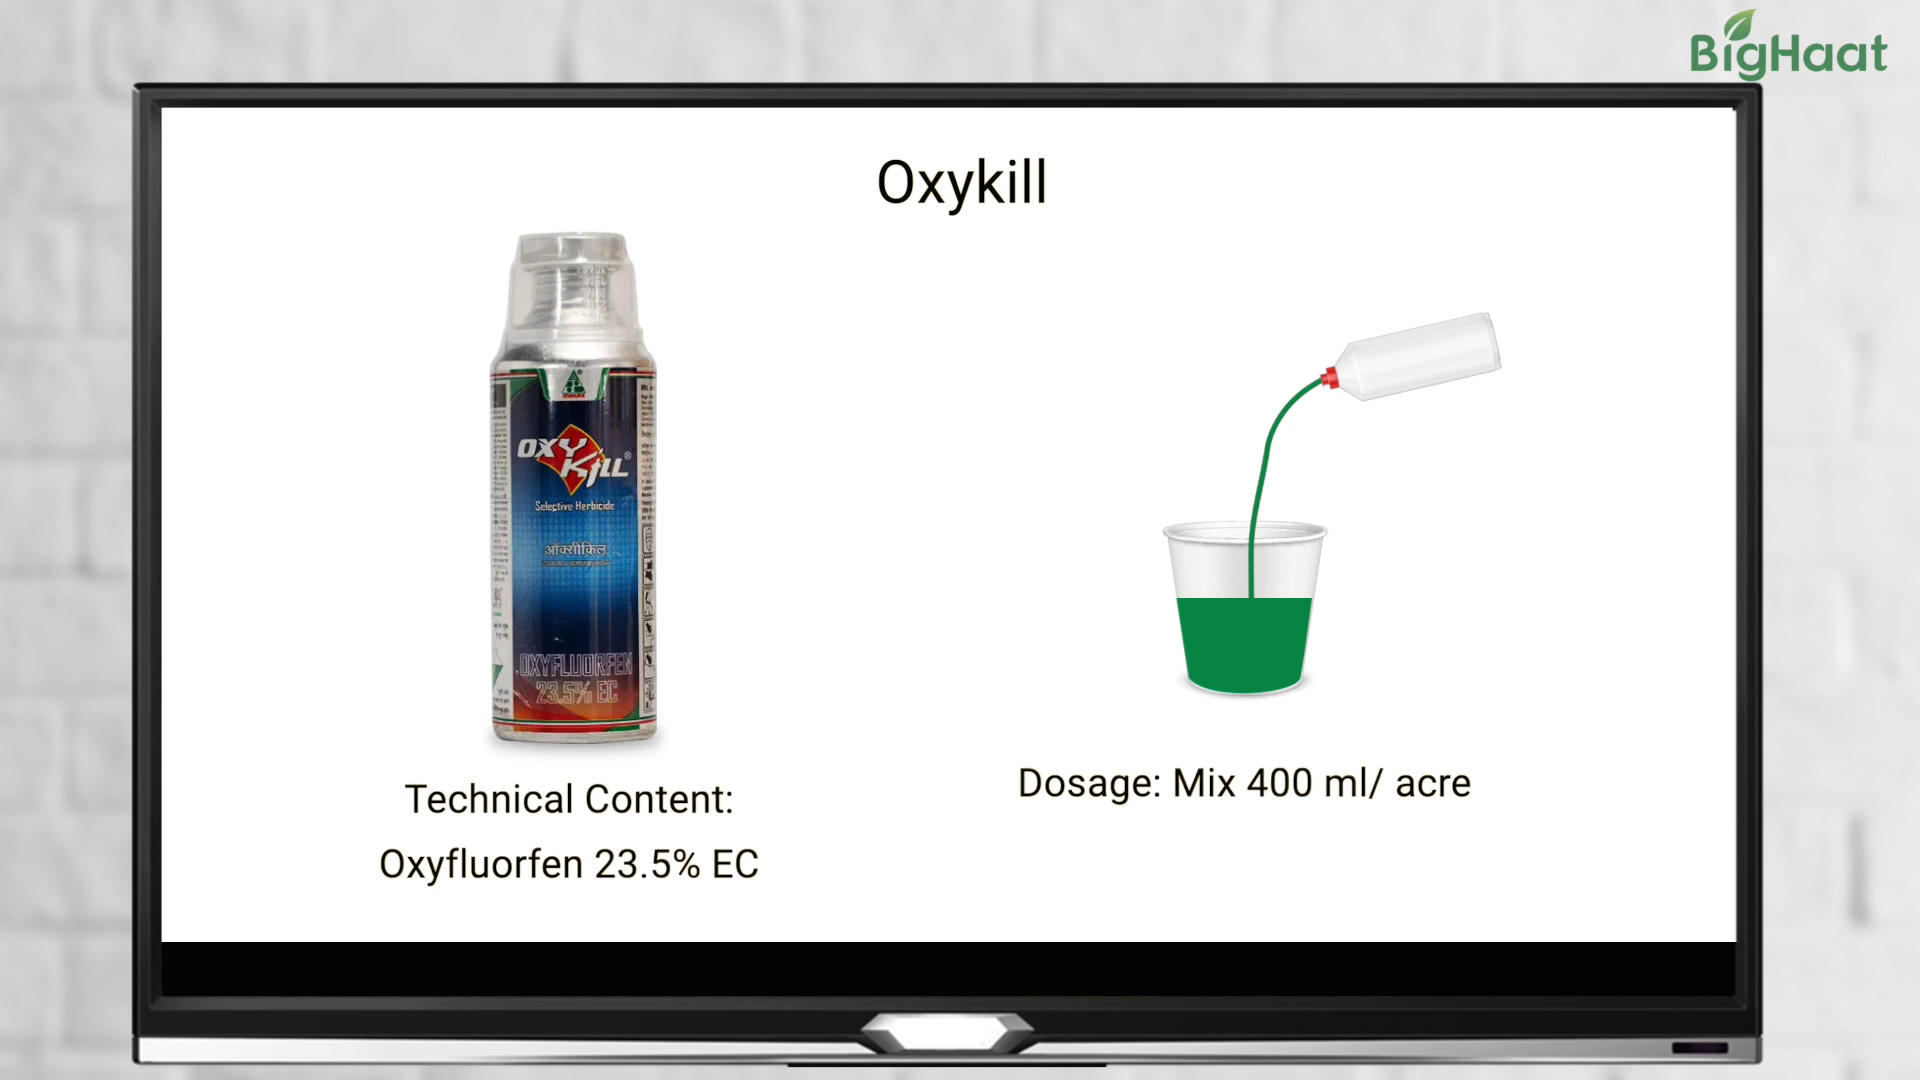 BigHaat
Oxykill
OXY
KiLL®
Selective Herbicide
ऑक्सीकिल
OXYFLUORFEN
23.5% EC
Technical Content:
Oxyfluorfen 23.5% EC
Dosage: Mix 400 ml/ acre